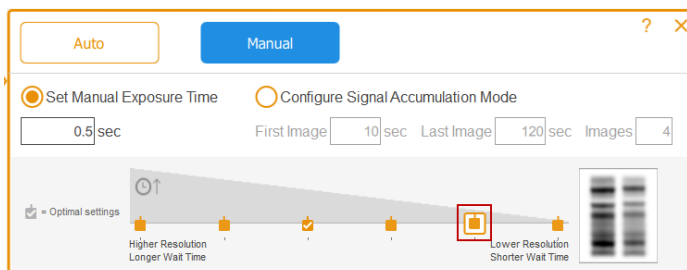 Auto Manual ? ×
Set Manual Exposure Time Configure Signal Accumulation Mode
0.5 sec First Image 10 sec Last Image 120 sec Images 4
= Optimal settings
Higher Resolution Lower Resolution
Longer Wait Time Shorter Wait Time